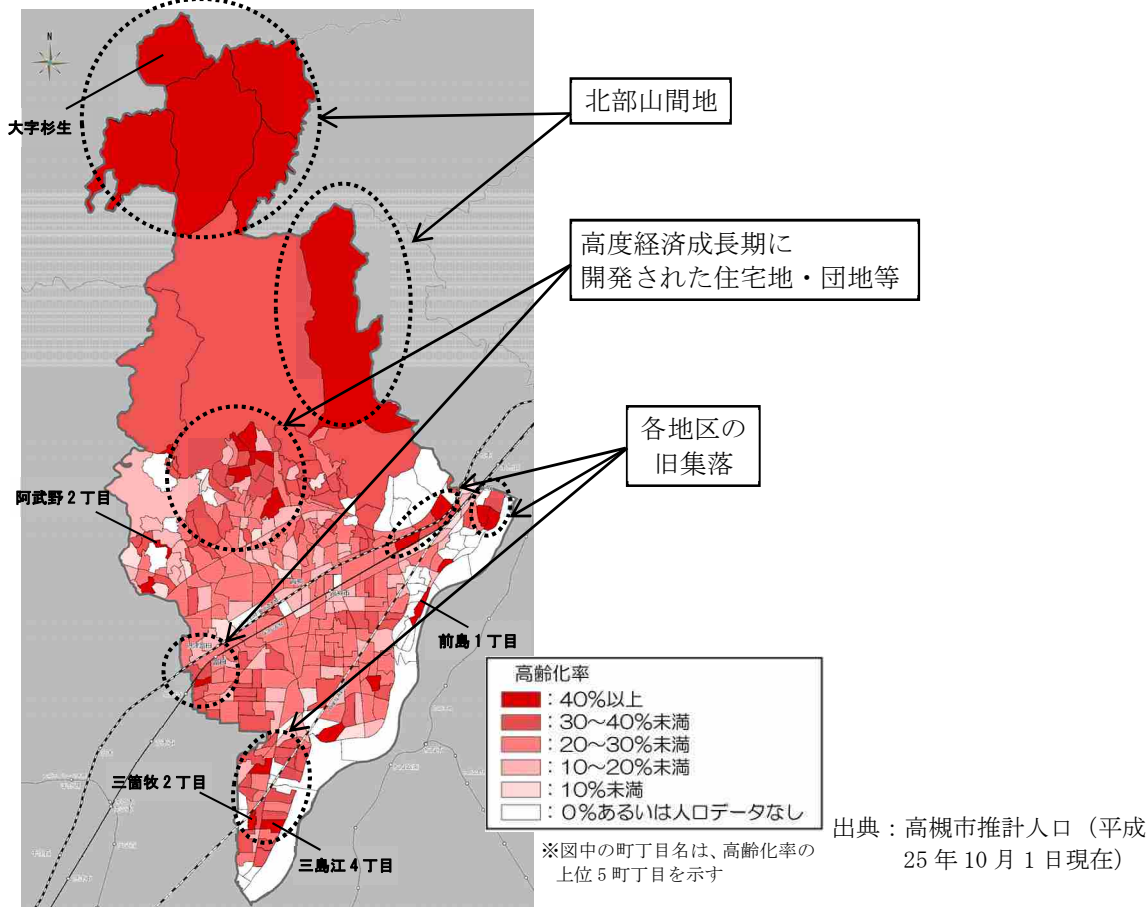 N
大字杉生
北部山間地
高度経済成長期に
開発された住宅地・団地等
各地区の
旧集落
阿武野２丁目
前島１丁目
高齢化率
：40%以上
：30～40%未満
：20～30%未満
：10～20%未満
：10%未満
：０%あるいは人口データなし
三箇牧２丁目
三島江４丁目
※図中の町丁目名は、高齢化率の
上位５町丁目を示す
出典：高槻市推計人口（平成
25 年 10 月 1 日現在）